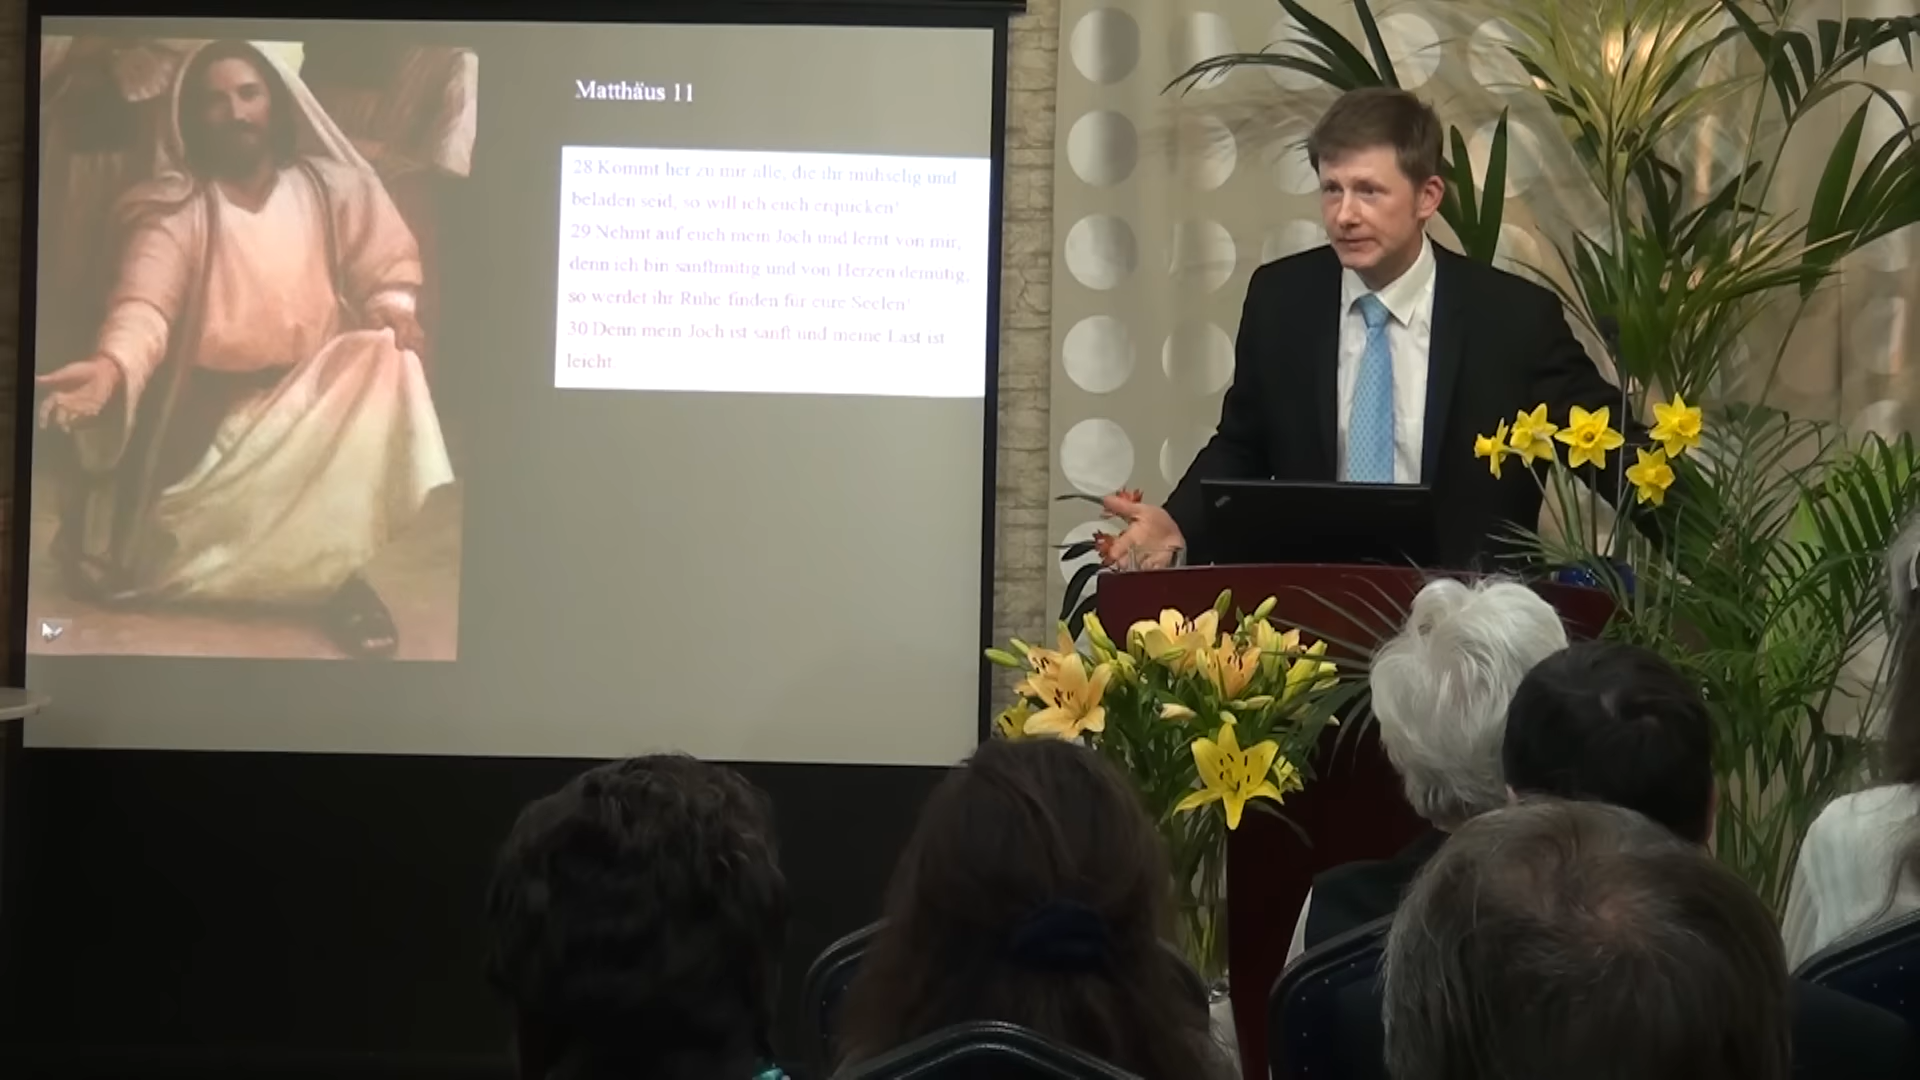 Matthäus 11
28 Kommt her zu mir alle, die ihr mühselig und
beladen seid, so will ich euch erquicken!
29 Nehmt auf euch mein Joch und lernt von mir,
denn ich bin sanftmütig und von Herzen demütig,
so werdet ihr Ruhe finden für eure Seelen!
30 Denn mein Joch ist sanft und meine Last ist
leicht.